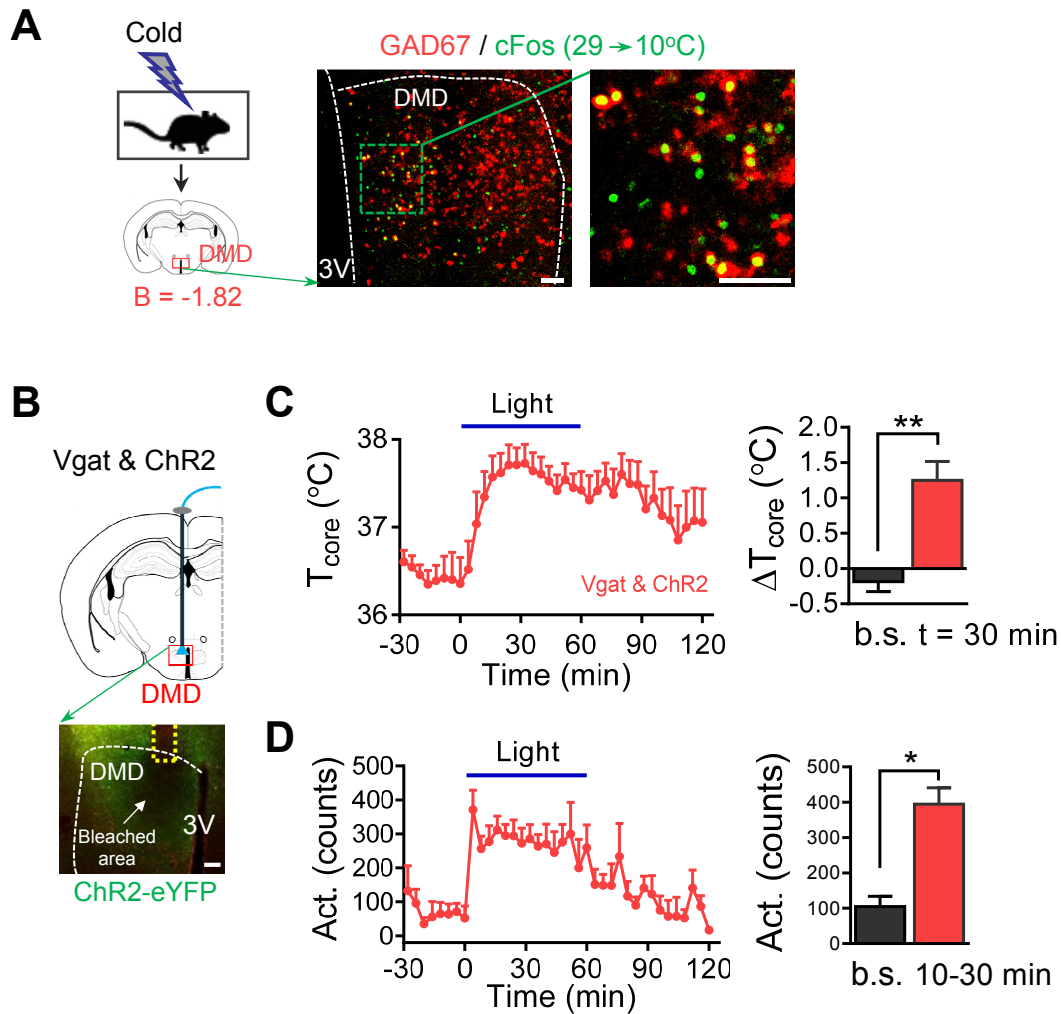 A
Cold
GAD67 / cFos (29→10°C)
DMD
3V
DMD
B = -1.82
B
Vgat & ChR2
DMD
DMD
Bleached
area
3V
ChR2-eYFP
C
Light
38
37
36
Tcore (°C)
Vgat & ChR2
-30 0 30 60 90 120
Time (min)
**
2.0
1.5
1.0
0.5
0.0
-0.5
ΔTcore (°C)
b.s. t = 30 min
D
Light
500
400
300
200
100
0
Act. (counts)
-30 0 30 60 90 120
Time (min)
*
500
400
300
200
100
0
Act. (counts)
b.s. 10-30 min